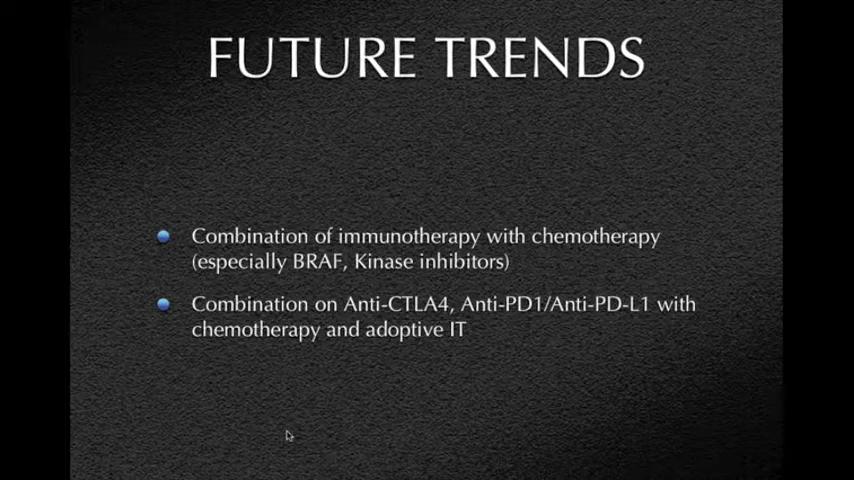 FUTURE TRENDS
Combination of immunotherapy with chemotherapy
(especially BRAF, Kinase inhibitors)
Combination on Anti-CTLA4, Anti-PD1/Anti-PD-L1 with
chemotherapy and adoptive IT